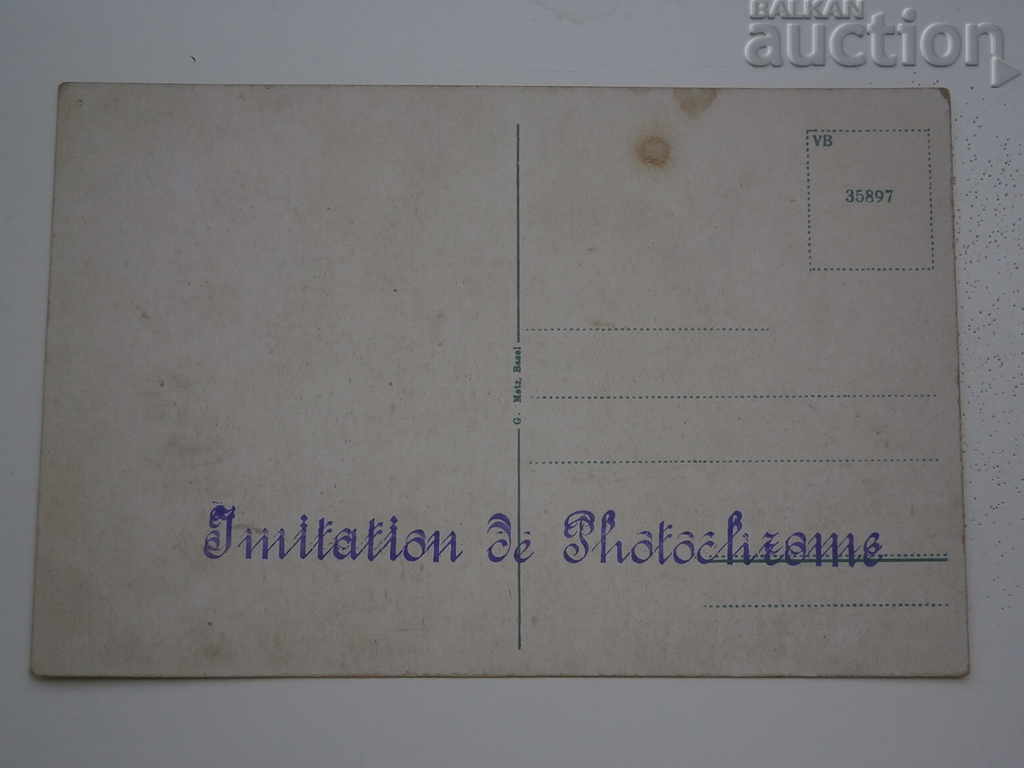 BALKAN
auction
VB
35897
G. Metz, Basel
Imitation de Photochrome